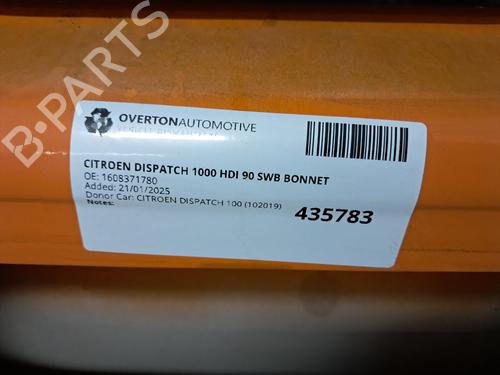 B-PARTS
OVERTONAUTOMOTIVE
CITROEN DISPATCH 1000 HDI 90 SWB BONNET
OE: 1608371780
Added: 21/01/2025
Donor Car: CITROEN DISPATCH 100 (102019)
Notes:
435783